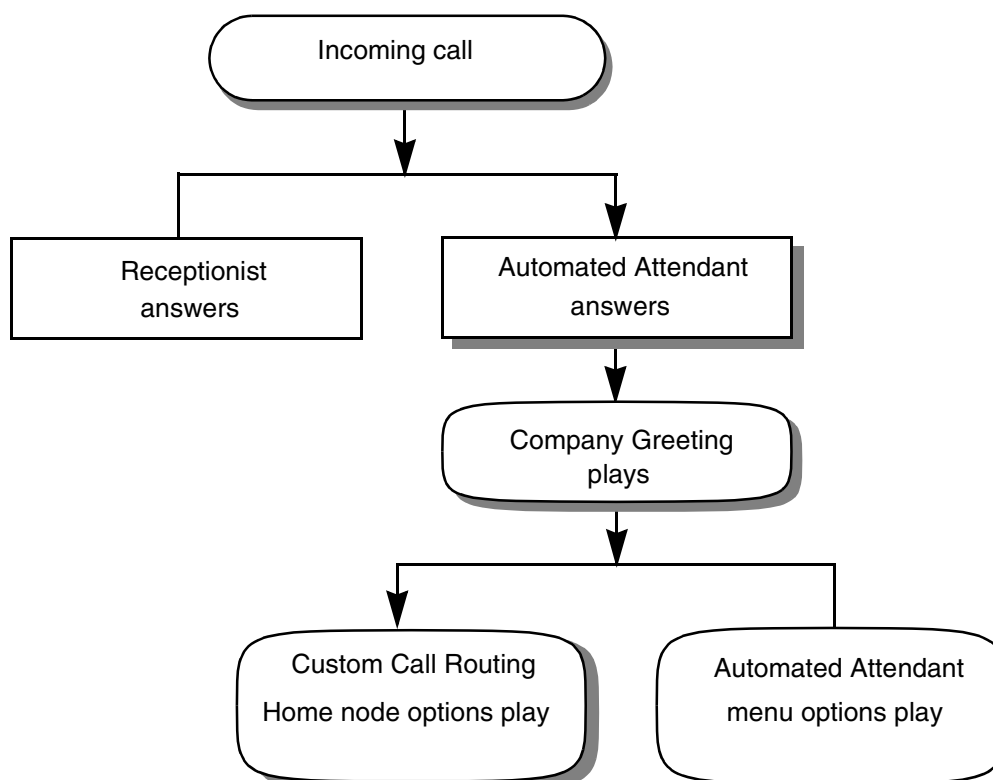 Incoming call
Receptionist
answers
Automated Attendant
answers
Company Greeting
plays
Custom Call Routing
Home node options play
Automated Attendant
menu options play